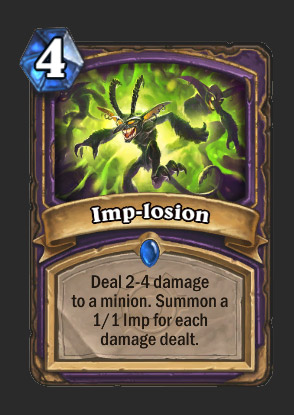 4
Imp-losion
Deal 2-4 damage
to a minion. Summon a
1/1 Imp for each
damage dealt.